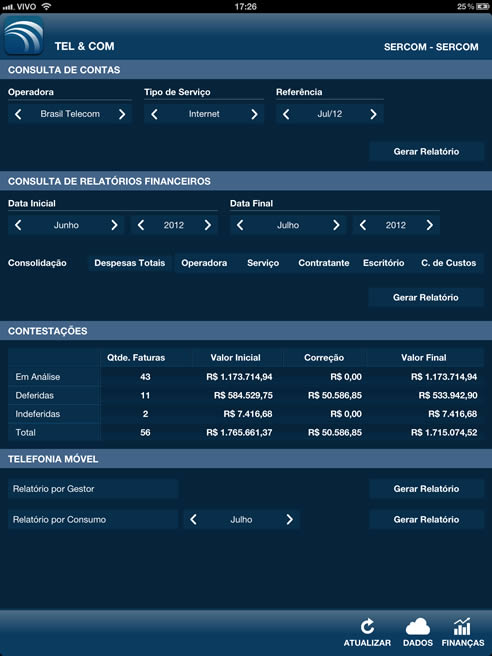 VIVO 17:26 25 %
TEL & COM SERCOM - SERCOM
CONSULTA DE CONTAS
Operadora Tipo de Serviço Referência
Brasil Telecom Internet Jul/12
Gerar Relatório
CONSULTA DE RELATÓRIOS FINANCEIROS
Data Inicial Data Final
Junho 2012 Julho 2012
Consolidação Despesas Totais Operadora Serviço Contratante Escritório C. de Custos
Gerar Relatório
CONTESTAÇÕES
Qtde. Faturas Valor Inicial Correção Valor Final
Em Análise 43 R$ 1.173.714,94 R$ 0,00 R$ 1.173.714,94
Deferidas 11 R$ 584.529,75 R$ 50.586,85 R$ 533.942,90
Indeferidas 2 R$ 7.416,68 R$ 0,00 R$ 7.416,68
Total 56 R$ 1.765.661,37 R$ 50.586,85 R$ 1.715.074,52
TELEFONIA MÓVEL
Relatório por Gestor Gerar Relatório
Relatório por Consumo Julho Gerar Relatório
ATUALIZAR DADOS FINANÇAS